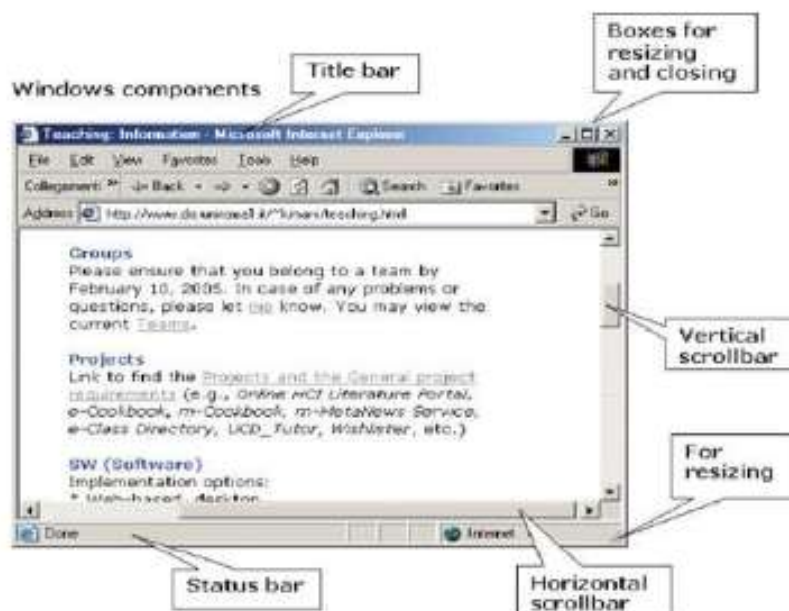 Boxes for
resizing
and closing
Title bar
Windows components
Teaching: Information - Microsoft Internet Explorer
File Edit View Favorites Tools Help
Collegamenti » Back Search Favorites »
Address Go
Groups
Please ensure that you belong to a team by
February 10, 2005. In case of any problems or
questions, please let me know. You may view the
current Teams.
Vertical
scrollbar
Projects
Link to find the Projects and the General project
requirements (e.g., Online HCI Literature Portal,
e-Cookbook, m-Cookbook, m-MetaNews Service,
e-Class Directory, UCD_Tutor, Wishlister, etc.)
For
resizing
SW (Software)
Implementation options:
* Web-based, desktop
Done Internet
Status bar
Horizontal
scrollbar